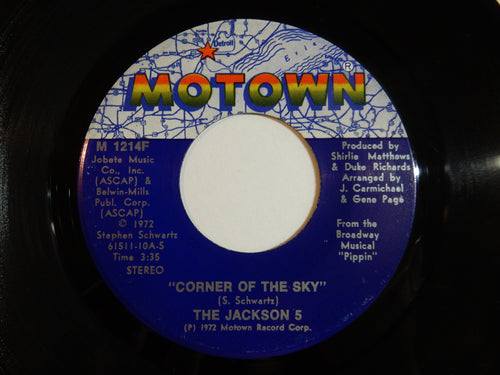 Detroit
MOTOWN®
M 1214F
Jobete Music
Co., Inc.
(ASCAP) &
Belwin-Mills
Publ. Corp.
(ASCAP)
© 1972
Stephen Schwartz
61511-10A-S
Time 3:35
STEREO
Produced by
Shirlie Matthews
& Duke Richards
Arranged by
J. Carmichael
& Gene Page
From the
Broadway
Musical
"Pippin"
"CORNER OF THE SKY"
(S. Schwartz)
THE JACKSON 5
(P) 1972 Motown Record Corp.